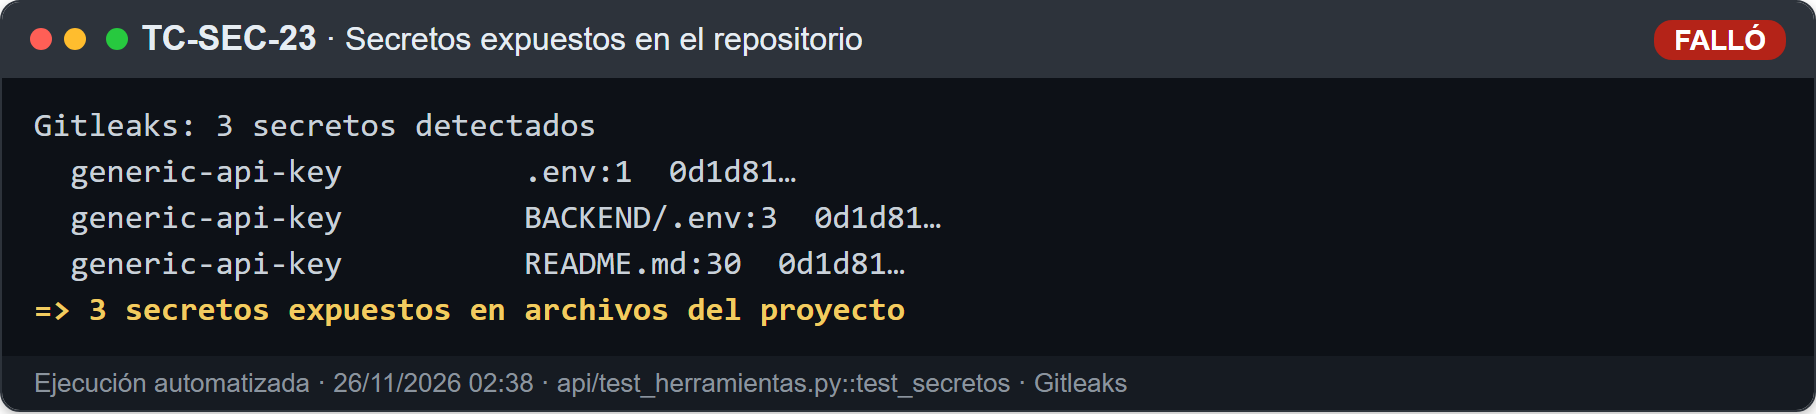 TC-SEC-23 · Secretos expuestos en el repositorio FALLÓ
Gitleaks: 3 secretos detectados
generic-api-key .env:1 0d1d81…
generic-api-key BACKEND/.env:3 0d1d81…
generic-api-key README.md:30 0d1d81…
=> 3 secretos expuestos en archivos del proyecto
Ejecución automatizada · 26/11/2026 02:38 · api/test_herramientas.py::test_secretos · Gitleaks